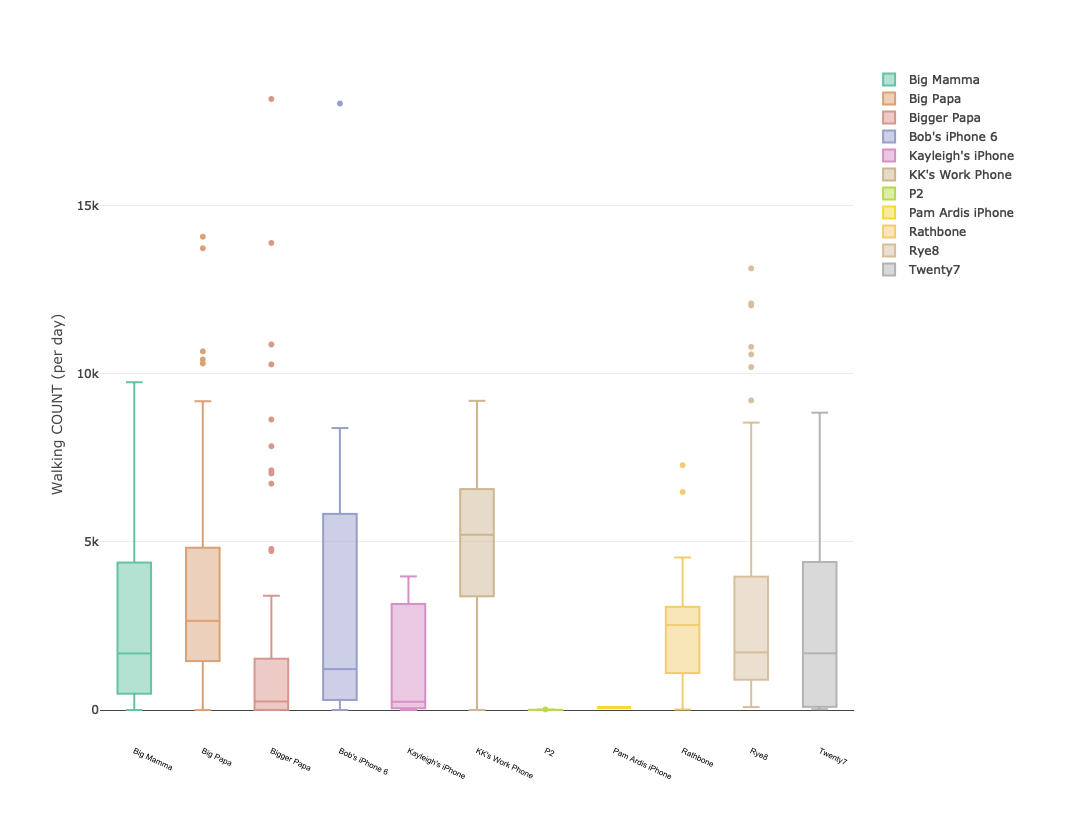 Big Mamma
Big Papa
Bigger Papa
Bob's iPhone 6
Kayleigh's iPhone
KK's Work Phone
P2
Pam Ardis iPhone
Rathbone
Rye8
Twenty7
15k
10k
5k
0
Walking COUNT (per day)
Big Mamma
Big Papa
Bigger Papa
Bob's iPhone 6
Kayleigh's iPhone
KK's Work Phone
P2
Pam Ardis iPhone
Rathbone
Rye8
Twenty7